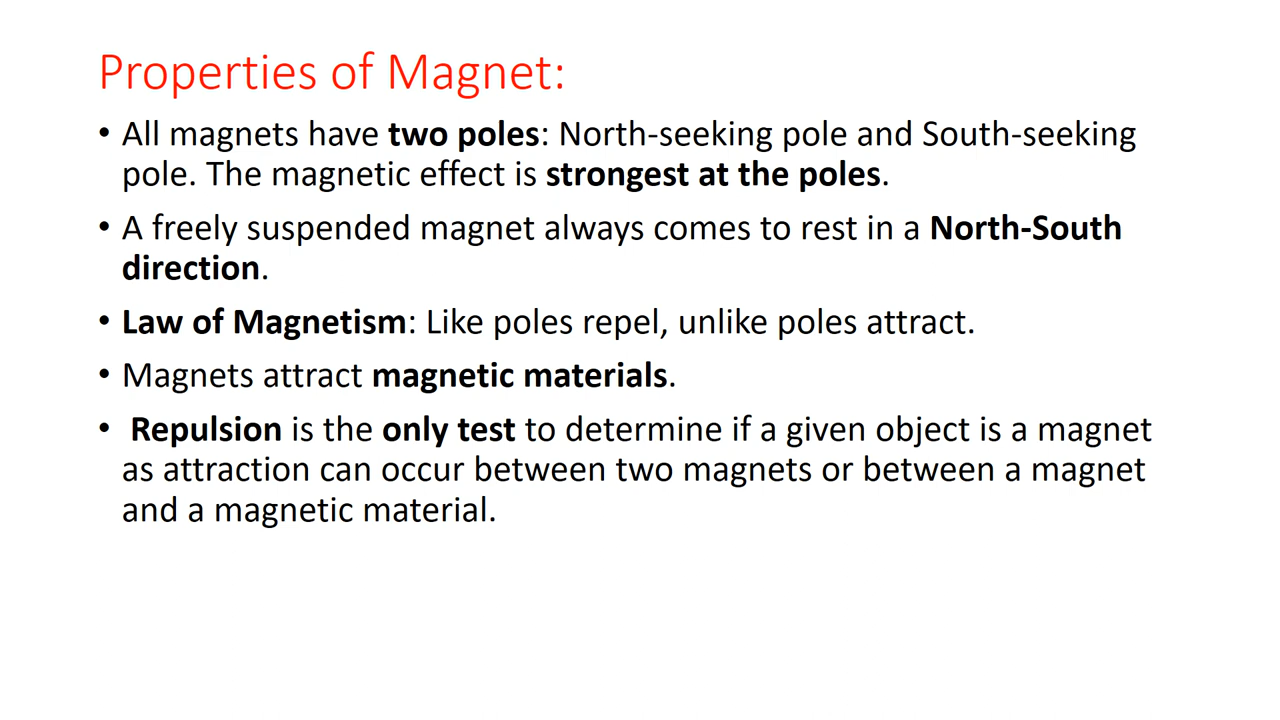 Properties of Magnet:
• All magnets have two poles: North-seeking pole and South-seeking
pole. The magnetic effect is strongest at the poles.
• A freely suspended magnet always comes to rest in a North-South
direction.
• Law of Magnetism: Like poles repel, unlike poles attract.
• Magnets attract magnetic materials.
• Repulsion is the only test to determine if a given object is a magnet
as attraction can occur between two magnets or between a magnet
and a magnetic material.